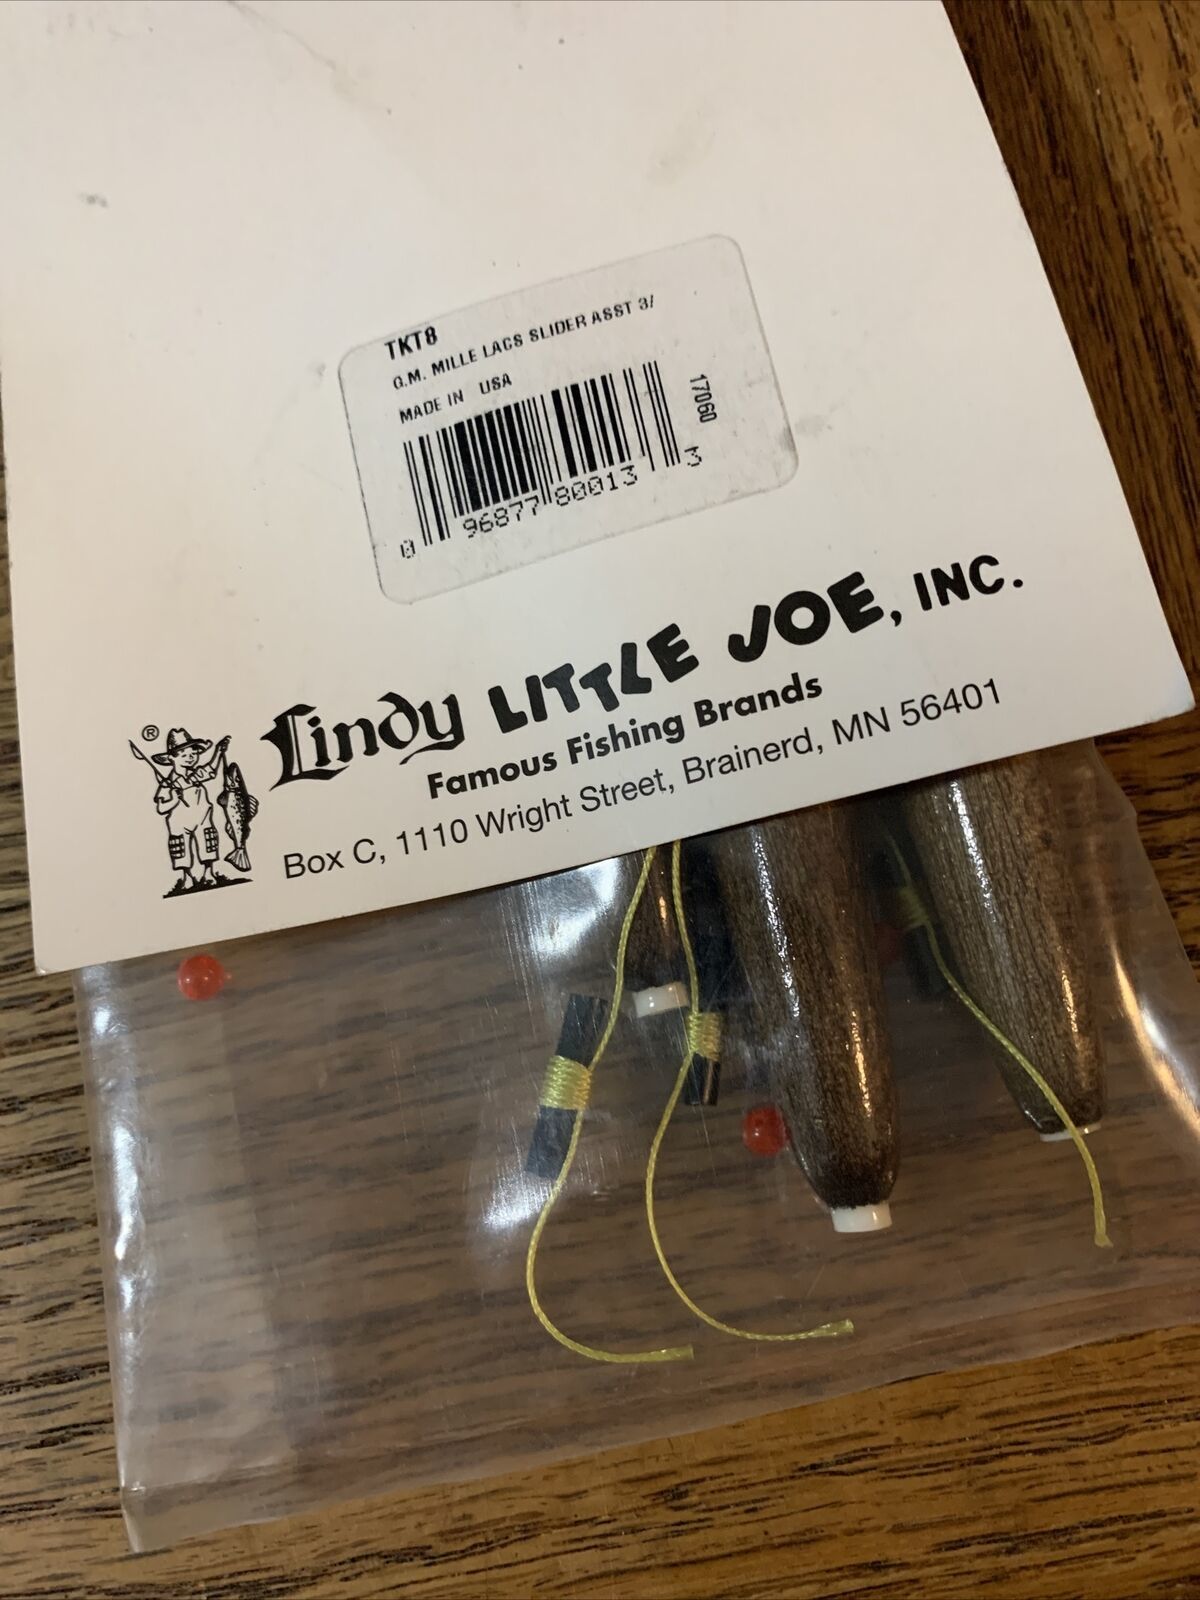 TKT8
G.M. MILLE LACS SLIDER ASST 3/
MADE IN USA
17060
0 96877 80013 3
®
Lindy LITTLE JOE, INC.
Famous Fishing Brands
Box C, 1110 Wright Street, Brainerd, MN 56401